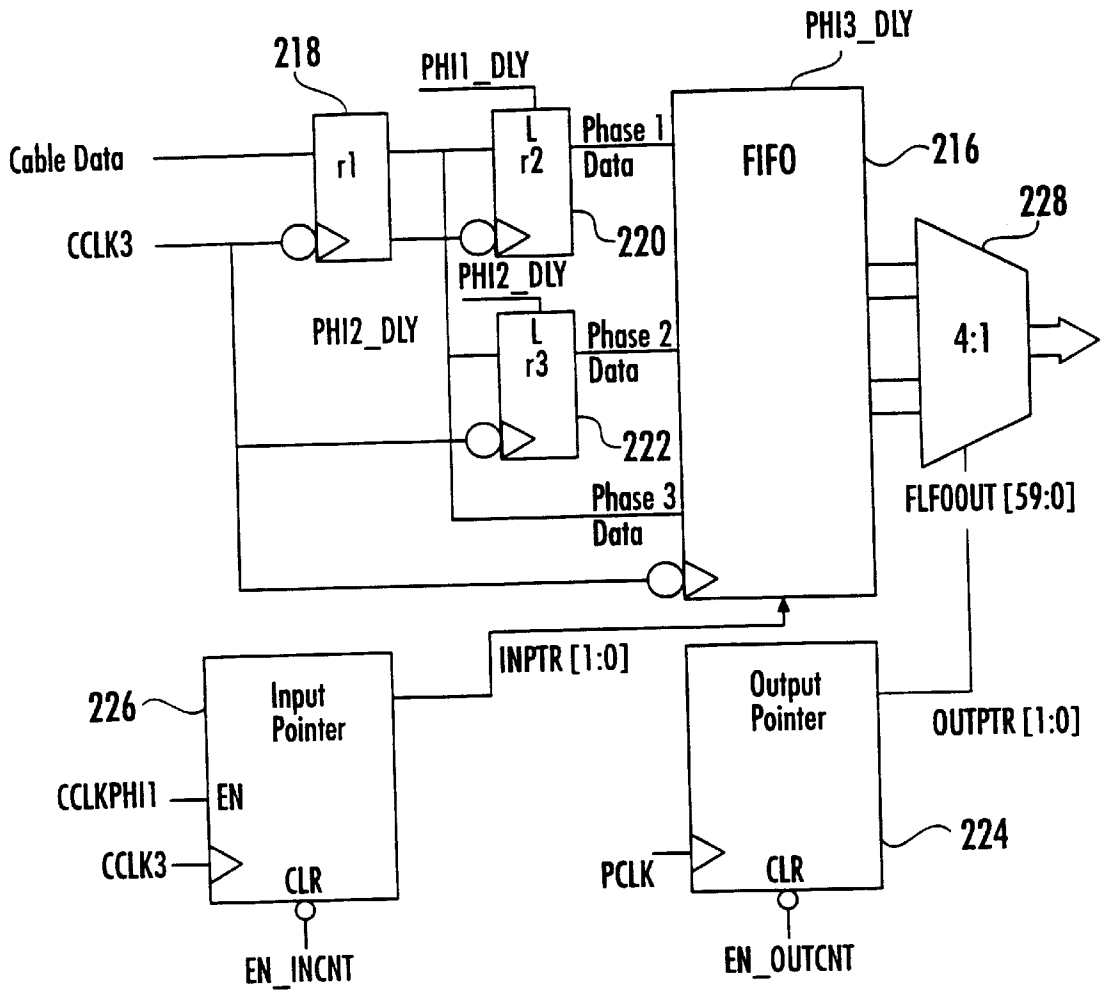 PHI3_DLY
218
PHI1_DLY
Cable Data
r1
L
r2
Phase 1
Data
FIFO
216
CCLK3
220
228
PHI2_DLY
PHI2_DLY
L
r3
Phase 2
Data
4:1
222
Phase 3
Data
FLFOOUT [59:0]
INPTR [1:0]
226
Input
Pointer
Output
Pointer
OUTPTR [1:0]
CCLKPHI1
EN
224
CCLK3
PCLK
CLR
CLR
EN_INCNT
EN_OUTCNT